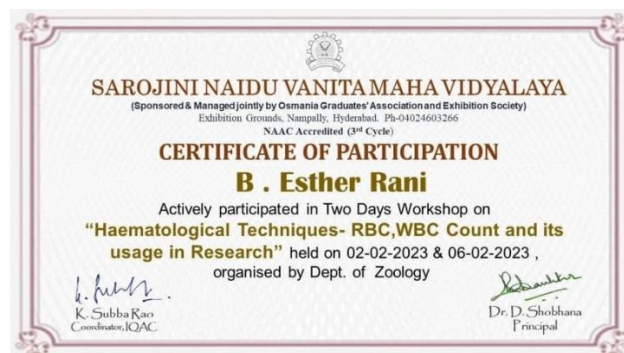 SAROJINI NAIDU VANITA MAHA VIDYALAYA
(Sponsored & Managed jointly by Osmania Graduates' Association and Exhibition Society)
Exhibition Grounds, Nampally, Hyderabad. Ph-04024603266
NAAC Accredited (3rd Cycle)
CERTIFICATE OF PARTICIPATION
B . Esther Rani
Actively participated in Two Days Workshop on
“Haematological Techniques- RBC,WBC Count and its
usage in Research” held on 02-02-2023 & 06-02-2023 ,
organised by Dept. of Zoology
K. Subba Rao
Coordinator, IQAC
Dr. D. Shobhana
Principal